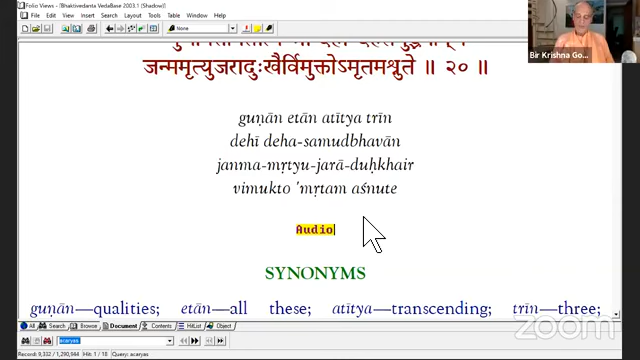 Folio Views - [Bhaktivedanta VedaBase 2003.1 (Shadow)]
File Edit View Search Layout Tools Window Help
जन्ममृत्युजरादुःखैर्विमुक्तोऽमृतमश्नुते ॥ २० ॥
guṇān etān atītya trīn
dehī deha-samudbhavān
janma-mṛtyu-jarā-duḥkhair
vimukto 'mṛtam aśnute
Audio
SYNONYMS
guṇān—qualities; etān—all these; atītya—transcending; trīn—three;
All Search Browse Document Contents HitList Object
acaryas
Record: 9,332 / 1,290,944 Hit: 1 / 18 Query: acaryas
Bir Krishna Go...
zoom